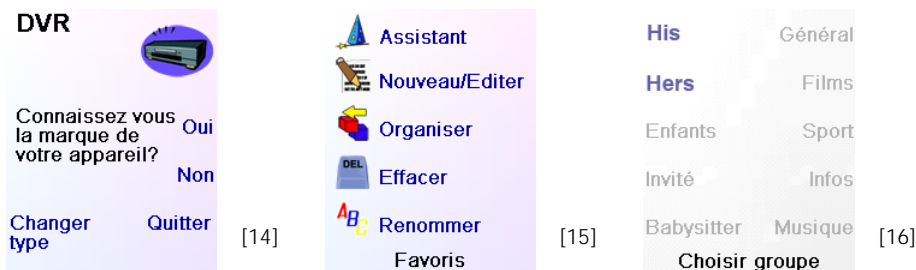 DVR
Connaissez vous
la marque de
votre appareil?
Oui
Non
Changer
type
Quitter
[14]
Assistant
Nouveau/Editer
Organiser
DEL
Effacer
ABC
Renommer
Favoris
[15]
His
Général
Hers
Films
Enfants
Sport
Invité
Infos
Babysitter
Musique
Choisir groupe
[16]